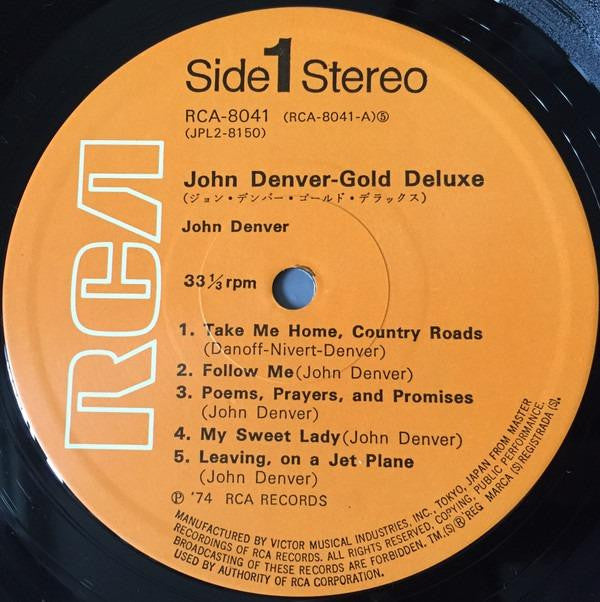 Side 1 Stereo
RCA-8041 (RCA-8041-A)⑤
(JPL2-8150)
RCA
John Denver-Gold Deluxe
(ジョン・デンバー・ゴールド・デラックス)
John Denver
33 1/3 rpm
1. Take Me Home, Country Roads
(Danoff-Nivert-Denver)
2. Follow Me(John Denver)
3. Poems, Prayers, and Promises
(John Denver)
4. My Sweet Lady(John Denver)
5. Leaving, on a Jet Plane
(John Denver)
Ⓟ '74 RCA RECORDS
MANUFACTURED BY VICTOR MUSICAL INDUSTRIES, INC. TOKYO, JAPAN FROM MASTER
RECORDINGS OF RCA RECORDS. ALL RIGHTS RESERVED, COPYING, PUBLIC PERFORMANCE,
BROADCASTING OF THESE RECORDS ARE FORBIDDEN. TM,(S)® REG MARCA (S) REGISTRADA (S).
USED BY AUTHORITY OF RCA CORPORATION.